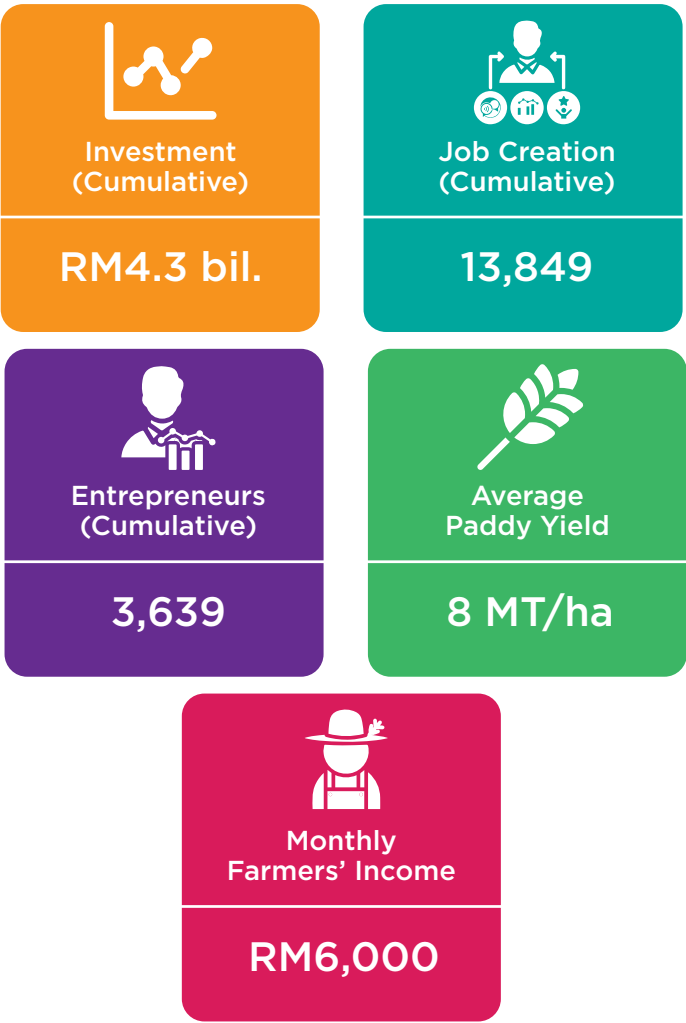 Investment
(Cumulative)
RM4.3 bil.
Job Creation
(Cumulative)
13,849
Entrepreneurs
(Cumulative)
3,639
Average
Paddy Yield
8 MT/ha
Monthly
Farmers’ Income
RM6,000